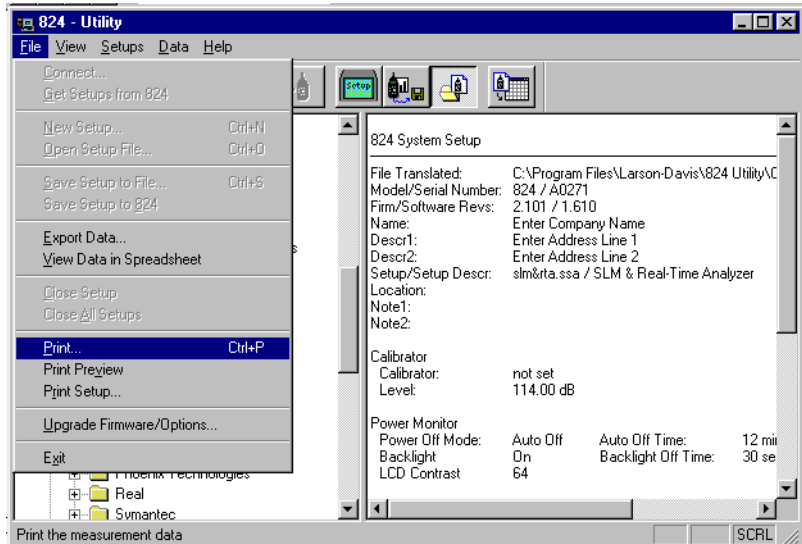 824 - Utility
File View Setups Data Help
Setup
Connect...
Get Setups from 824
New Setup... Ctrl+N
Open Setup File... Ctrl+O
Save Setup to File... Ctrl+S
Save Setup to 824
Export Data...
View Data in Spreadsheet
Close Setup
Close All Setups
Print... Ctrl+P
Print Preview
Print Setup...
Upgrade Firmware/Options...
Exit
Phoenix Technologies
Real
Symantec
824 System Setup
File Translated: C:\Program Files\Larson-Davis\824 Utility\
Model/Serial Number: 824 / A0271
Firm/Software Revs: 2.101 / 1.610
Name: Enter Company Name
Descr1: Enter Address Line 1
Descr2: Enter Address Line 2
Setup/Setup Descr: slm&rta.ssa / SLM & Real-Time Analyzer
Location:
Note1:
Note2:
Calibrator
Calibrator: not set
Level: 114.00 dB
Power Monitor
Power Off Mode: Auto Off Auto Off Time: 12 mi
Backlight On Backlight Off Time: 30 se
LCD Contrast 64
Print the measurement data
SCRL